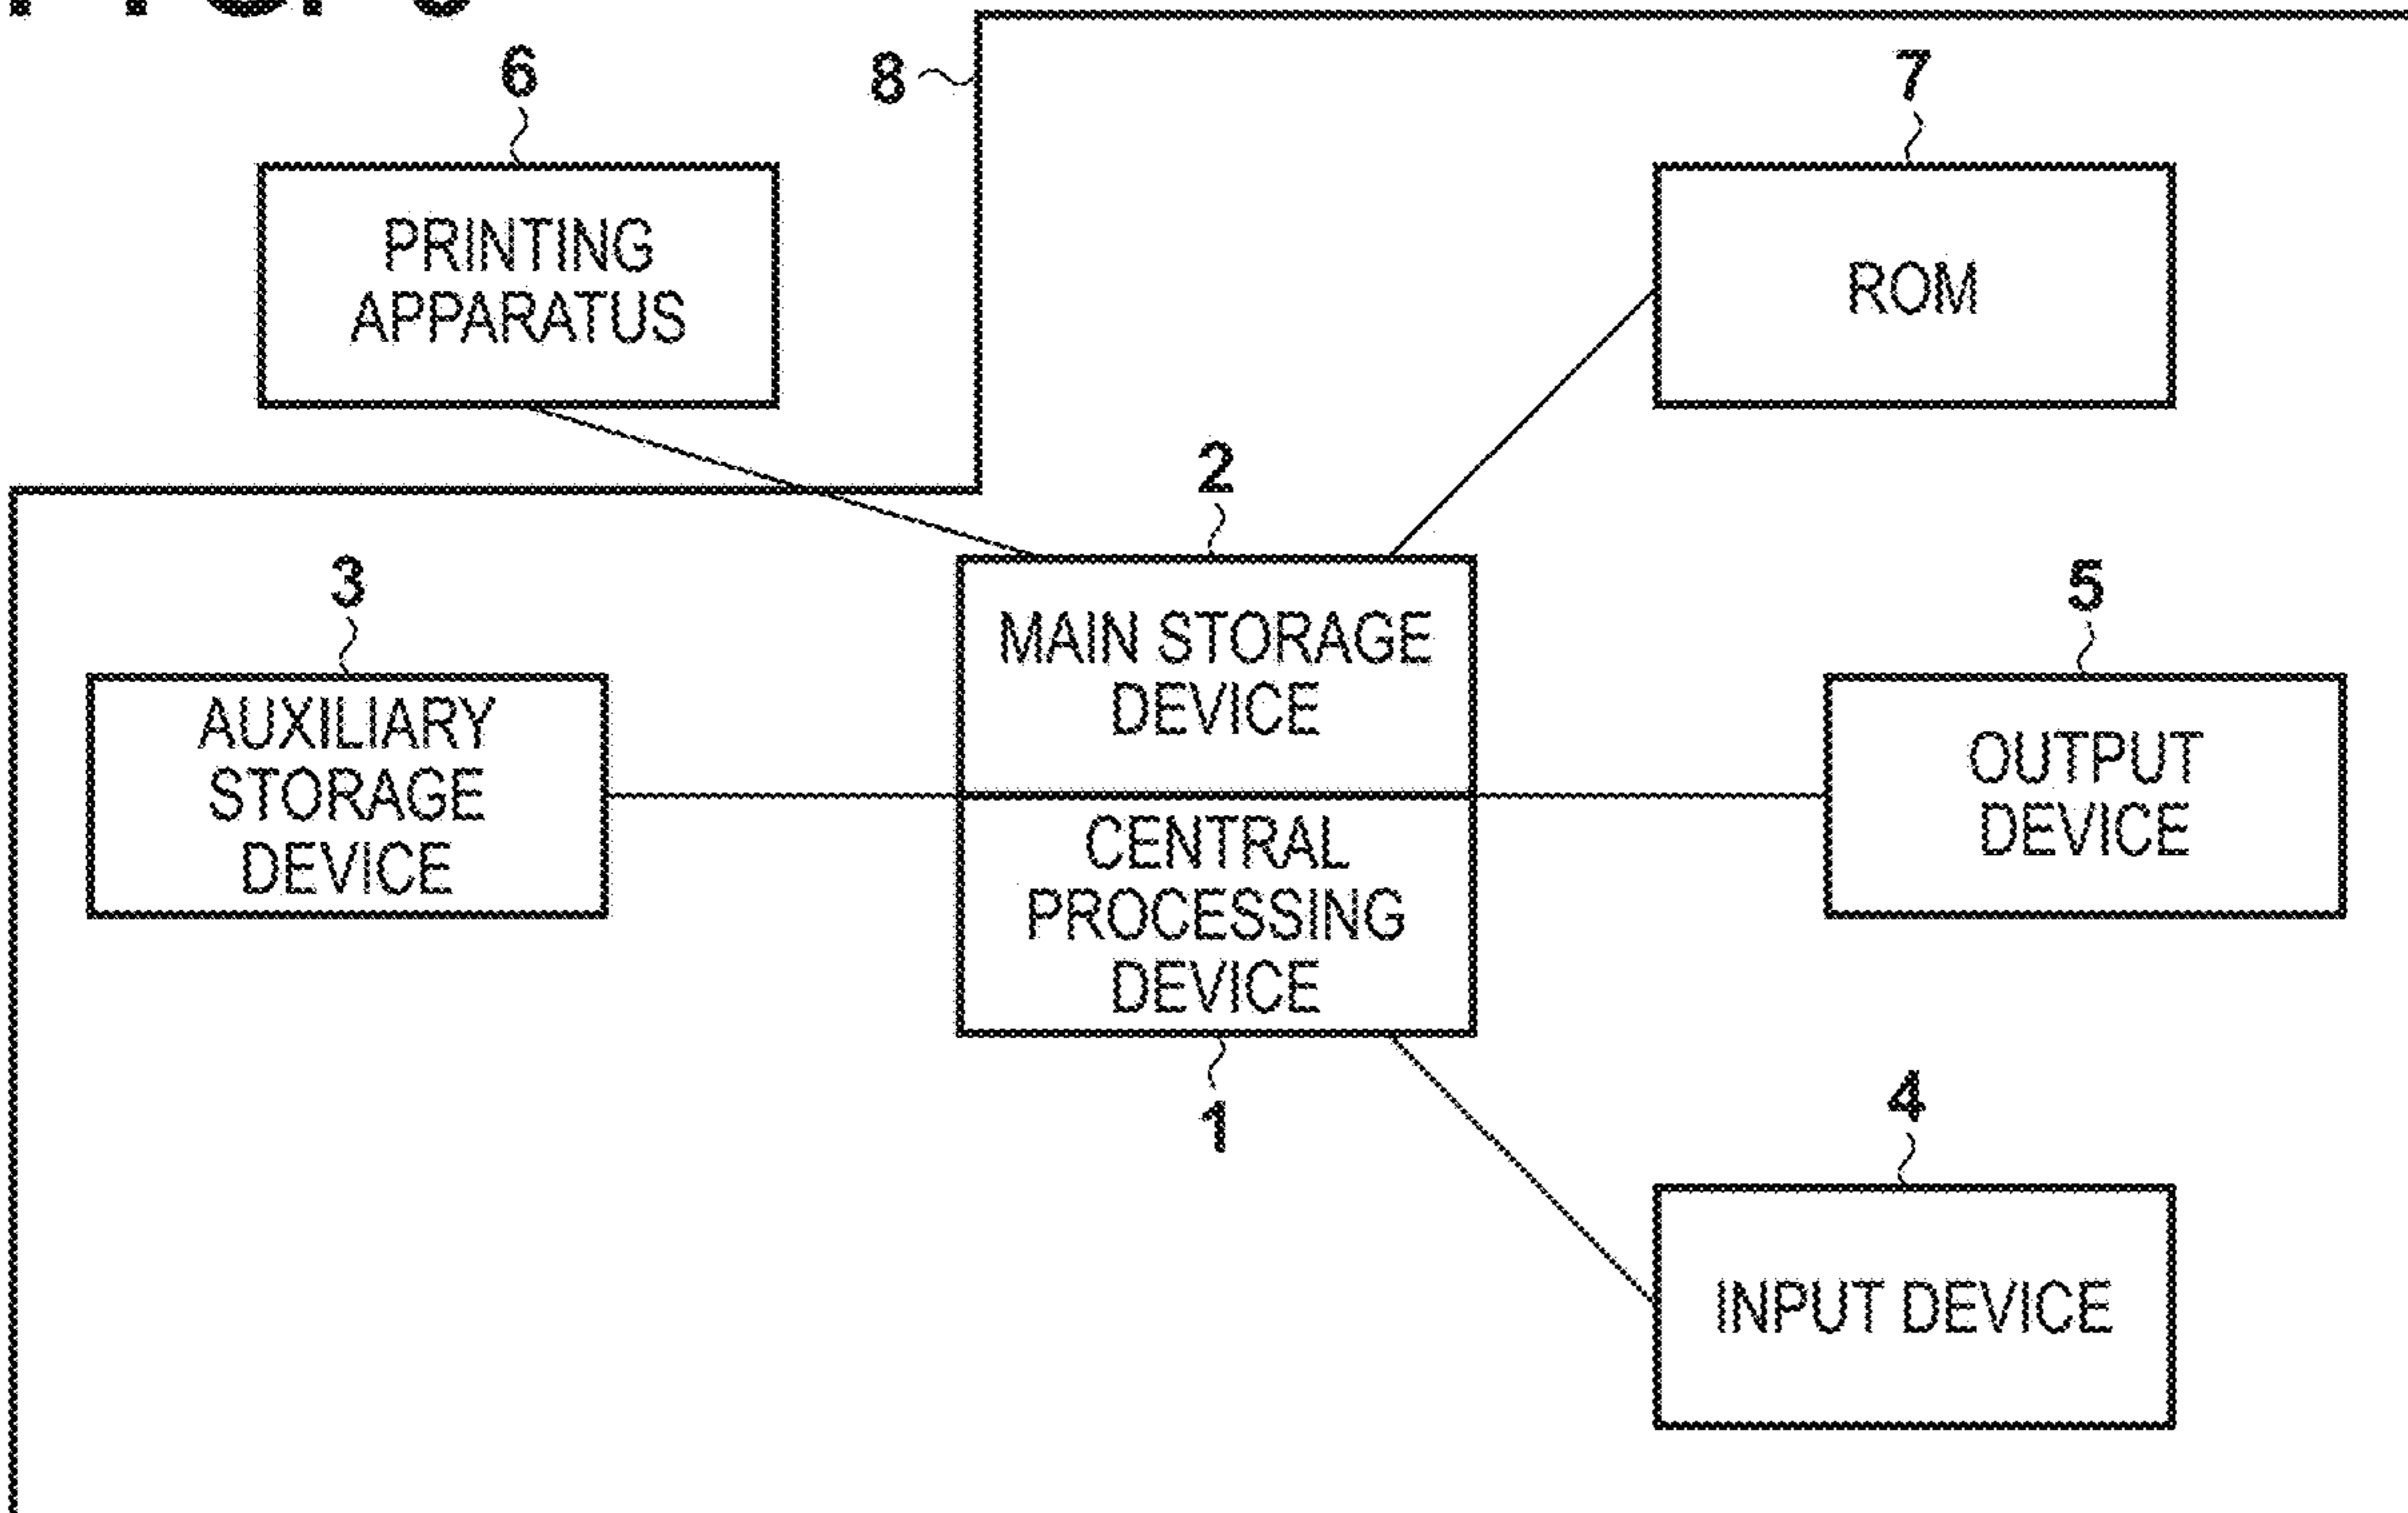 6
8
7
PRINTING
APPARATUS
ROM
2
3
5
MAIN STORAGE
DEVICE
AUXILIARY
STORAGE
DEVICE
OUTPUT
DEVICE
CENTRAL
PROCESSING
DEVICE
1
4
INPUT DEVICE